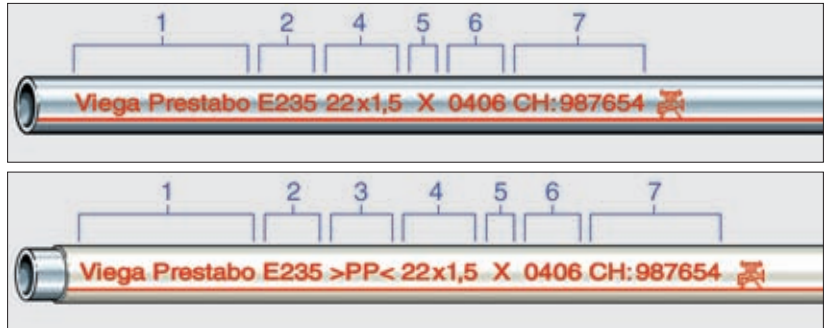 1 2 4 5 6 7
Viega Prestabo E235 22x1,5 X 0406 CH:987654
1 2 3 4 5 6 7
Viega Prestabo E235 >PP< 22x1,5 X 0406 CH:987654